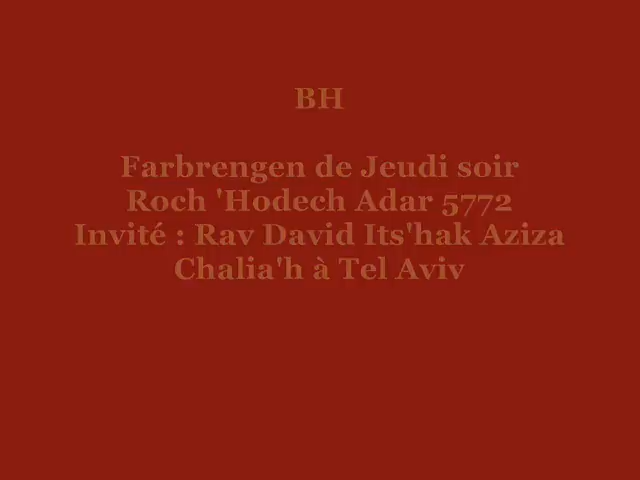 BH
Farbrengen de Jeudi soir
Roch 'Hodech Adar 5772
Invité : Rav David Its'hak Aziza
Chalia'h à Tel Aviv